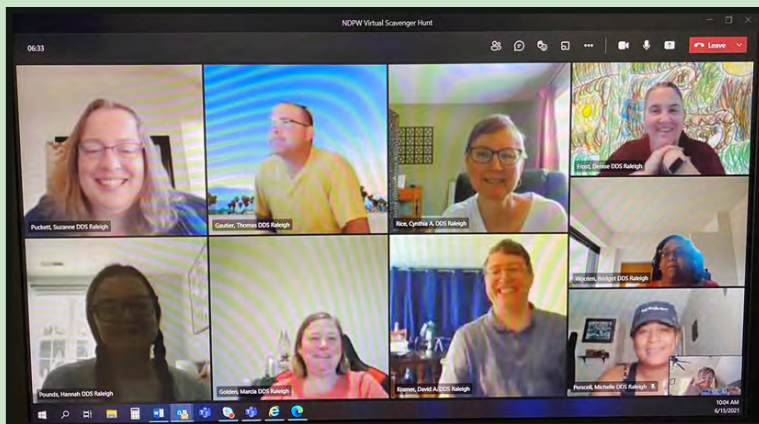 NDPW Virtual Scavenger Hunt
06:33
Leave
Puckett, Suzanne DDS Raleigh
Gautier, Thomas DDS Raleigh
Rice, Cynthia A. DDS Raleigh
Frost, Denise DDS Raleigh
Wooten, Bridget DDS Raleigh
Pounds, Hannah DDS Raleigh
Golden, Marcia DDS Raleigh
Kramer, David A. DDS Raleigh
Perscell, Michelle DDS Raleigh
10:04 AM
6/15/2021